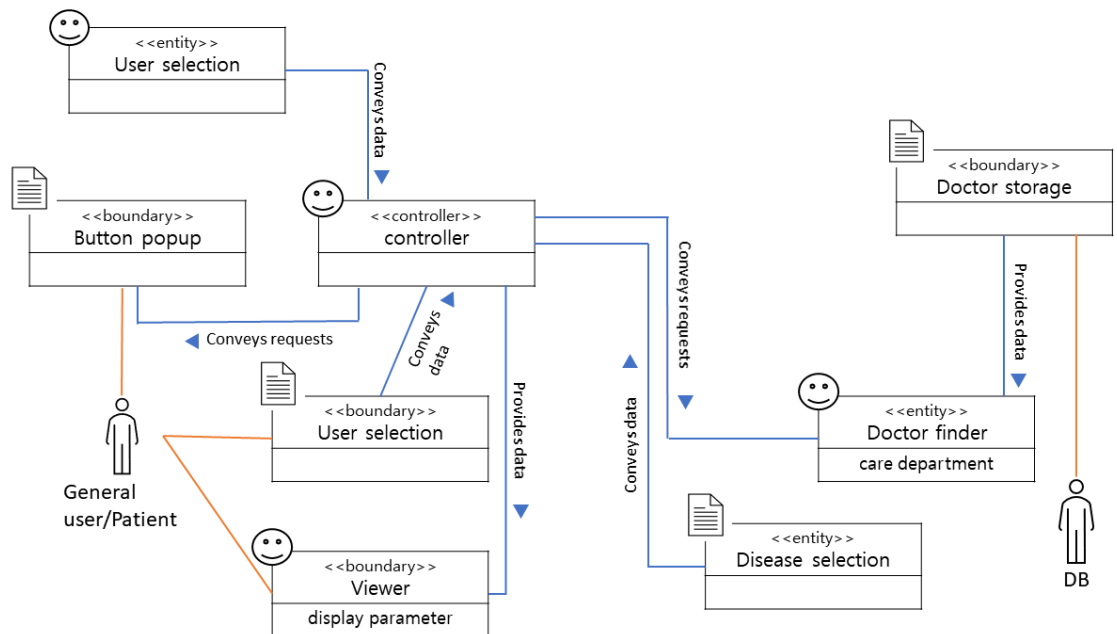 <<entity>>
User selection
Conveys data
<<boundary>>
Doctor storage
<<boundary>>
Button popup
<<controller>>
controller
Conveys requests
Provides data
Conveys requests
Conveys
data
Provides data
Conveys data
<<boundary>>
User selection
<<entity>>
Doctor finder
care department
General
user/Patient
<<entity>>
Disease selection
<<boundary>>
Viewer
display parameter
DB